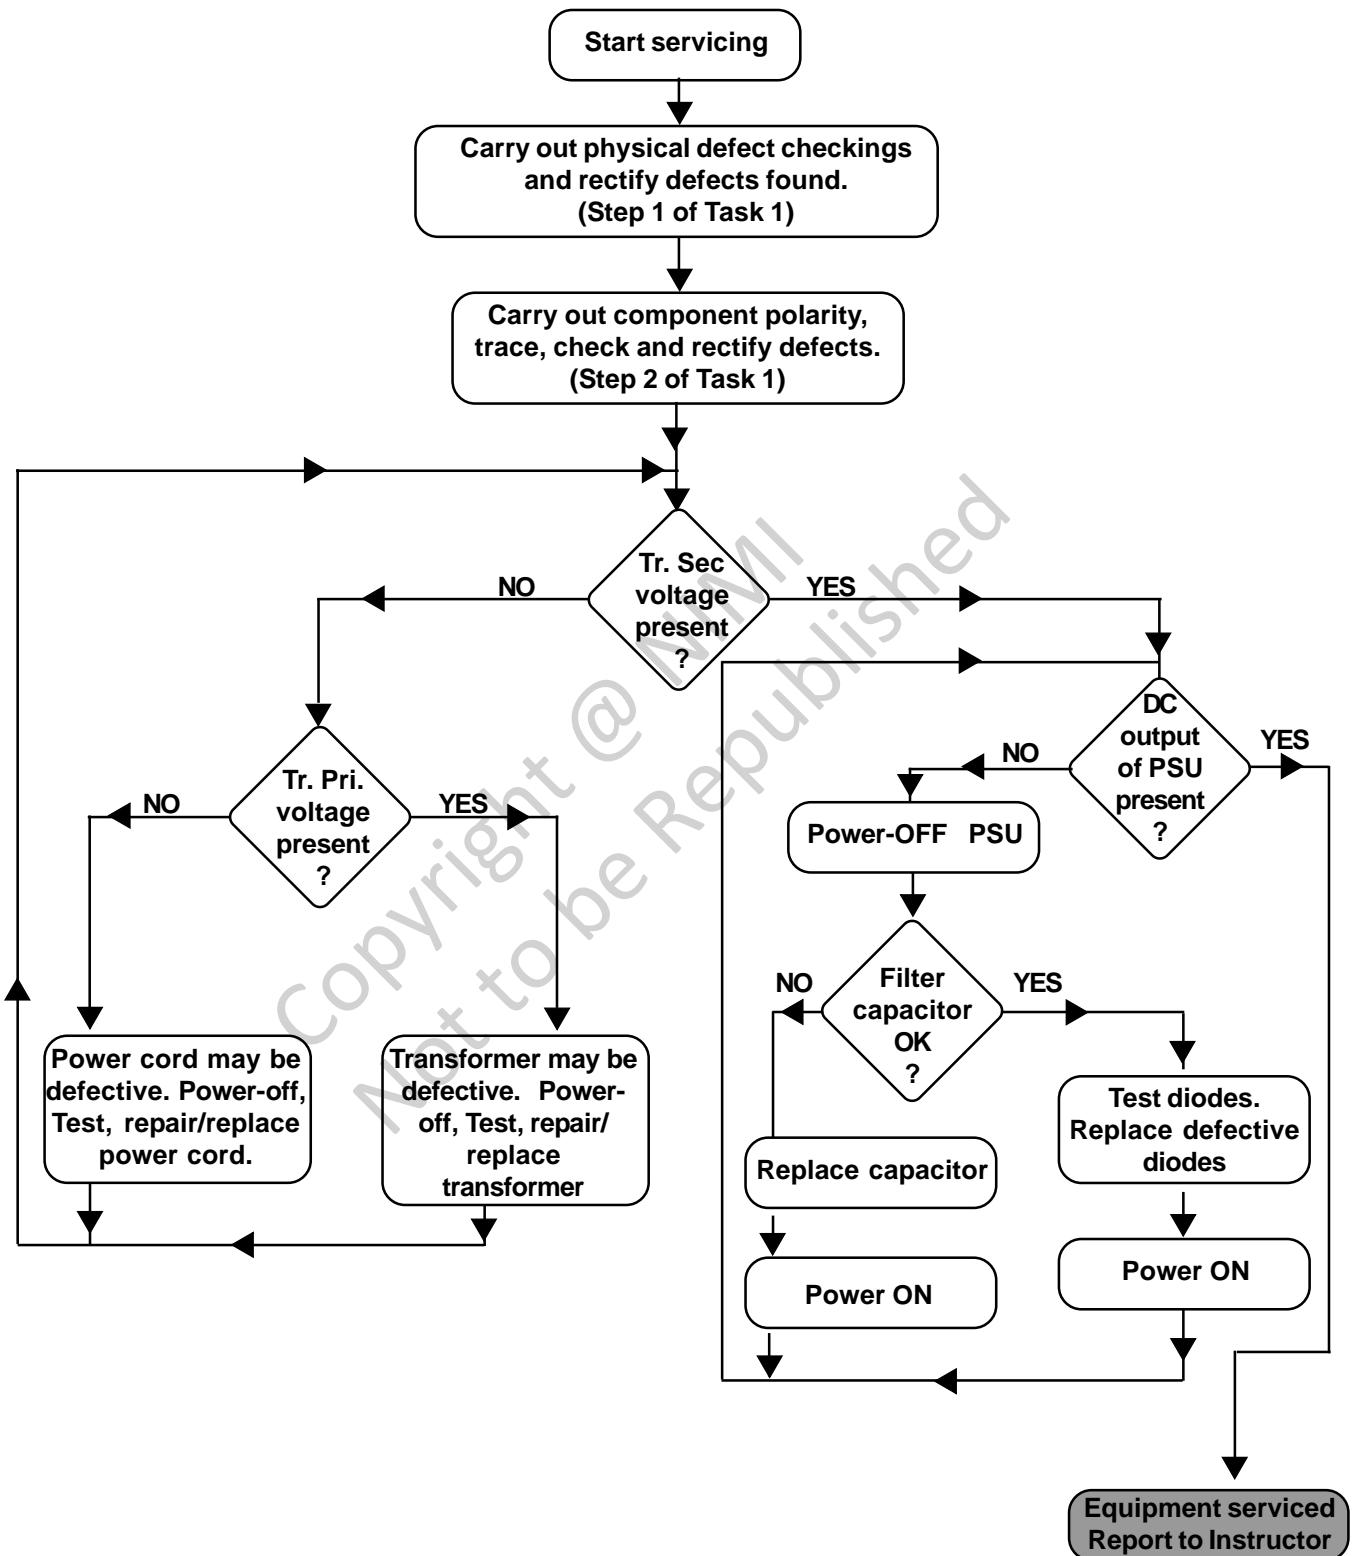 Start servicing
Carry out physical defect checkings
and rectify defects found.
(Step 1 of Task 1)
Carry out component polarity,
trace, check and rectify defects.
(Step 2 of Task 1)
Tr. Sec
voltage
present
?
NO
YES
Tr. Pri.
voltage
present
?
NO
YES
DC
output
of PSU
present
?
NO
YES
Power-OFF PSU
Filter
capacitor
OK
?
NO
YES
Power cord may be
defective. Power-off,
Test, repair/replace
power cord.
Transformer may be
defective. Power-
off, Test, repair/
replace
transformer
Test diodes.
Replace defective
diodes
Replace capacitor
Power ON
Power ON
Equipment serviced
Report to Instructor
Copyright @ NIMI
Not to be Republished